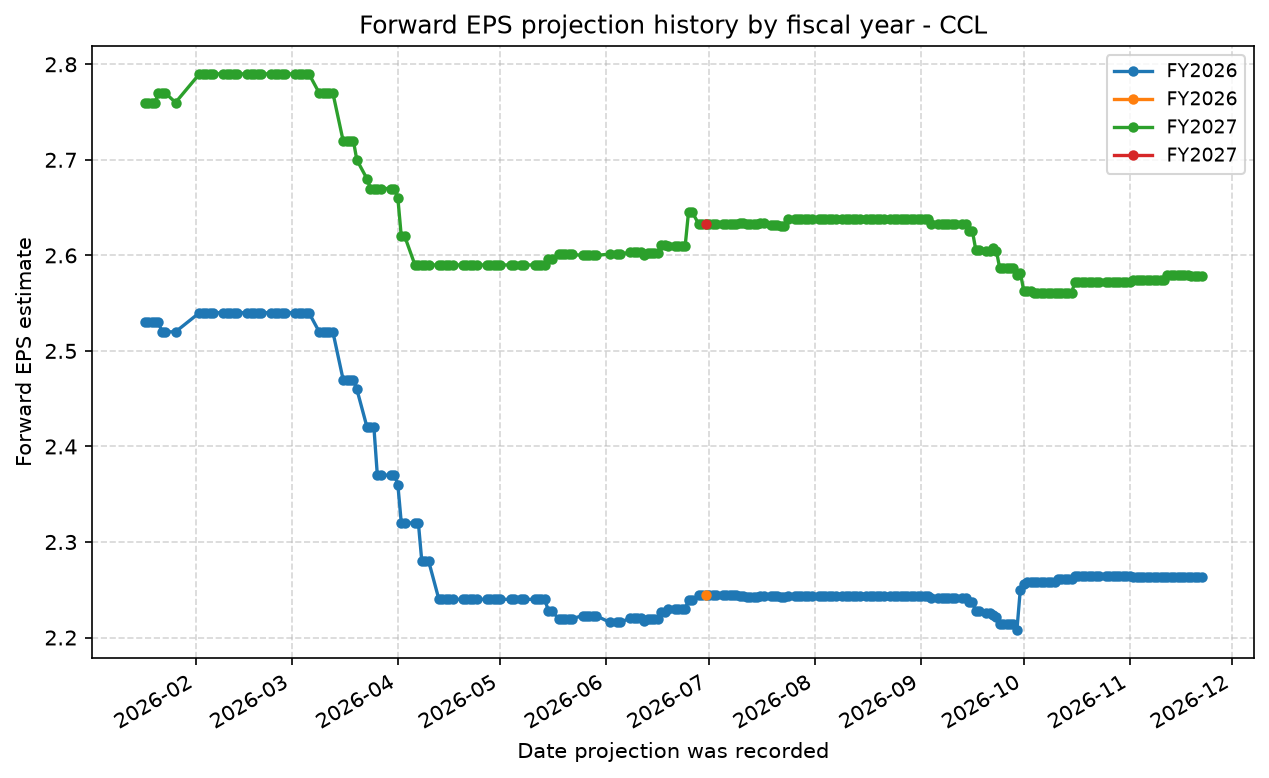 Forward EPS projection history by fiscal year - CCL
FY2026
FY2026
FY2027
FY2027
Forward EPS estimate
2.8
2.7
2.6
2.5
2.4
2.3
2.2
2026-02
2026-03
2026-04
2026-05
2026-06
2026-07
2026-08
2026-09
2026-10
2026-11
2026-12
Date projection was recorded